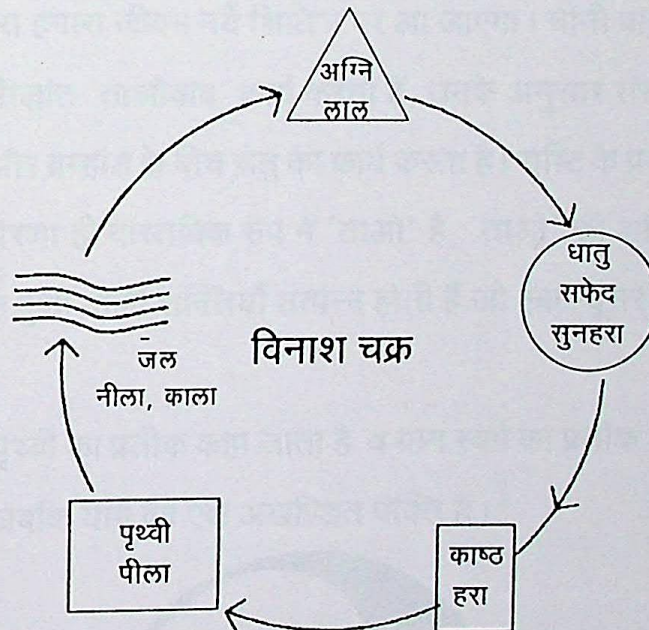 अग्नि
लाल
धातु
सफेद
सुनहरा
विनाश चक्र
जल
नीला, काला
पृथ्वी
पीला
काष्ठ
हरा